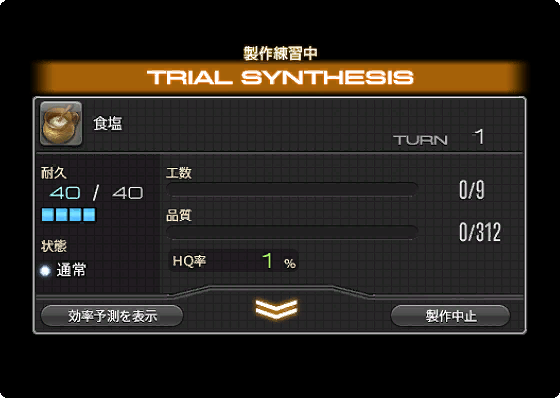 製作練習中
TRIAL SYNTHESIS
食塩
TURN 1
耐久
40 / 40
工数
0/9
品質
0/312
状態
通常
HQ率 1 %
効率予測を表示
製作中止